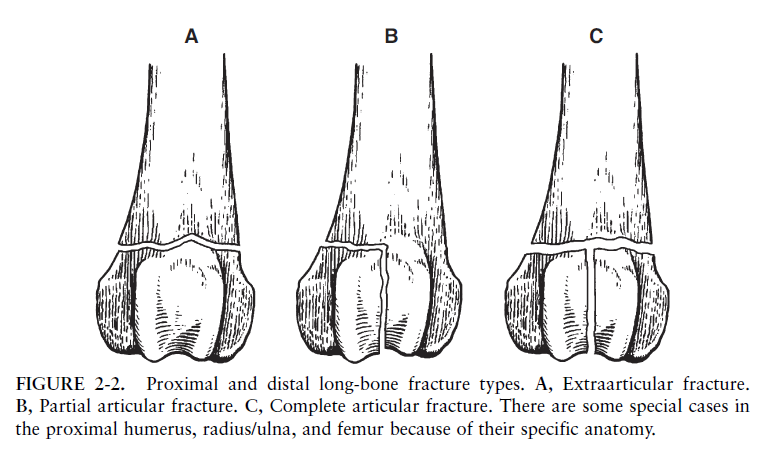 A B C
FIGURE 2-2. Proximal and distal long-bone fracture types. A, Extraarticular fracture.
B, Partial articular fracture. C, Complete articular fracture. There are some special cases in
the proximal humerus, radius/ulna, and femur because of their specific anatomy.